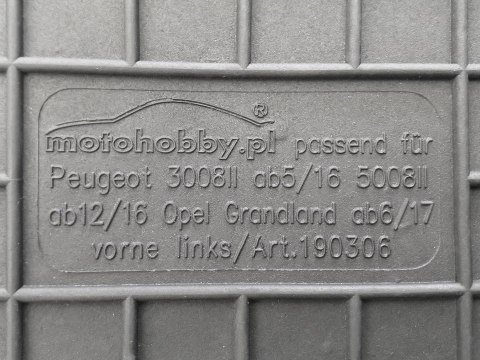 motohobby.pl ® passend für
Peugeot 3008II ab5/16 5008II
ab12/16 Opel Grandland ab6/17
vorne links/Art.190306